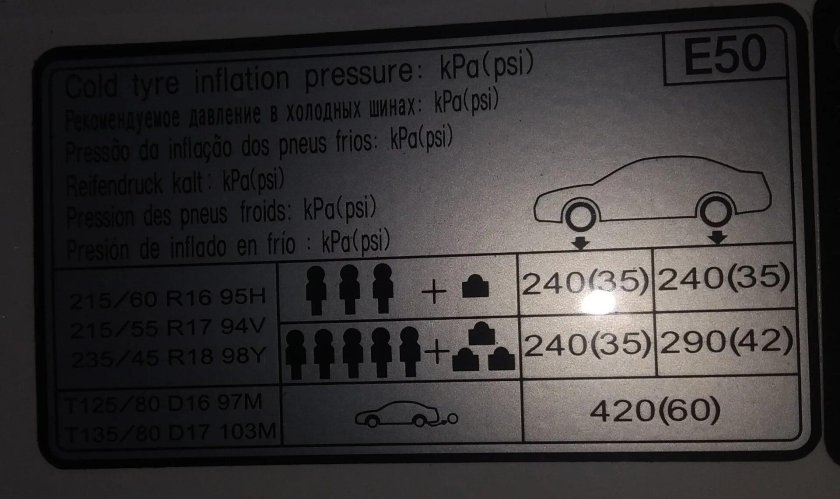 E50
Cold tyre inflation pressure: kPa(psi)
Рекомендуемое давление в холодных шинах: kPa(psi)
Pressão da inflação dos pneus frios: kPa(psi)
Reifendruck kalt: kPa(psi)
Pression des pneus froids: kPa(psi)
Presión de inflado en frío : kPa(psi)
215/60 R16 95H
215/55 R17 94V
235/45 R18 98Y
+ 240(35) 240(35)
+ 240(35) 290(42)
T125/80 D16 97M
T135/80 D17 103M
420(60)